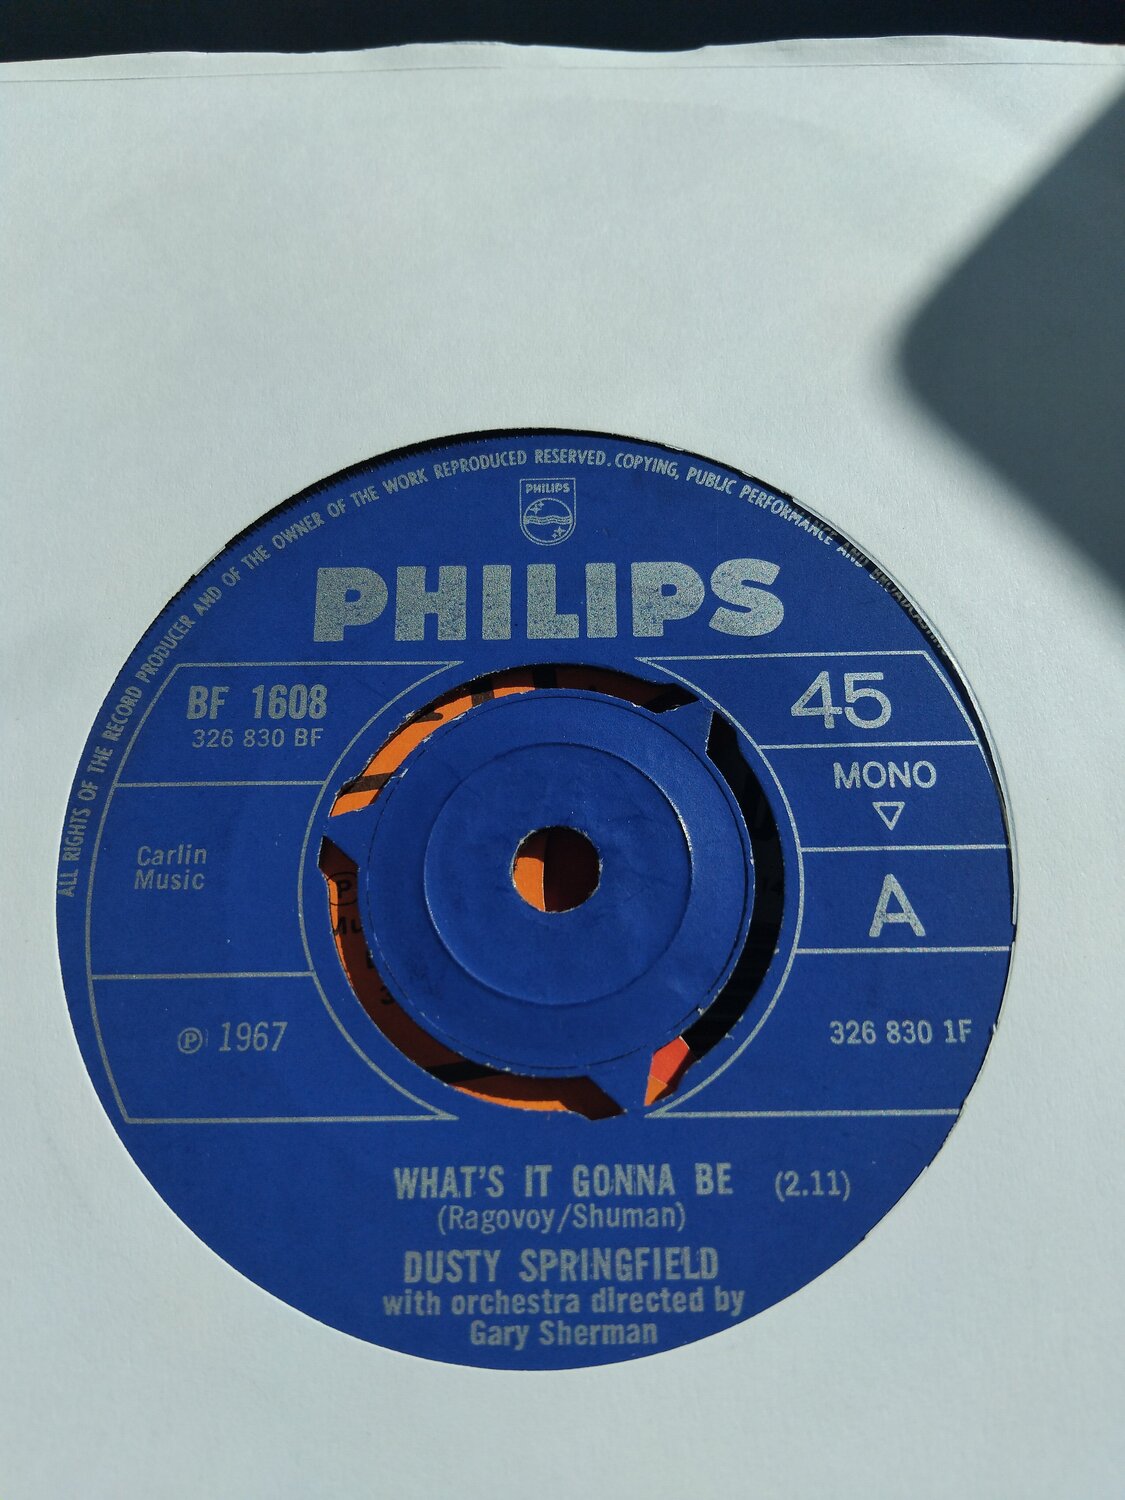 ALL RIGHTS OF THE RECORD PRODUCER AND OF THE OWNER OF THE WORK REPRODUCED RESERVED. COPYING, PUBLIC PERFORMANCE AND BROADCASTING
PHILIPS
PHILIPS
BF 1608
326 830 BF
45
MONO
Carlin
Music
A
℗ 1967
326 830 1F
WHAT'S IT GONNA BE (2.11)
(Ragovoy/Shuman)
DUSTY SPRINGFIELD
with orchestra directed by
Gary Sherman